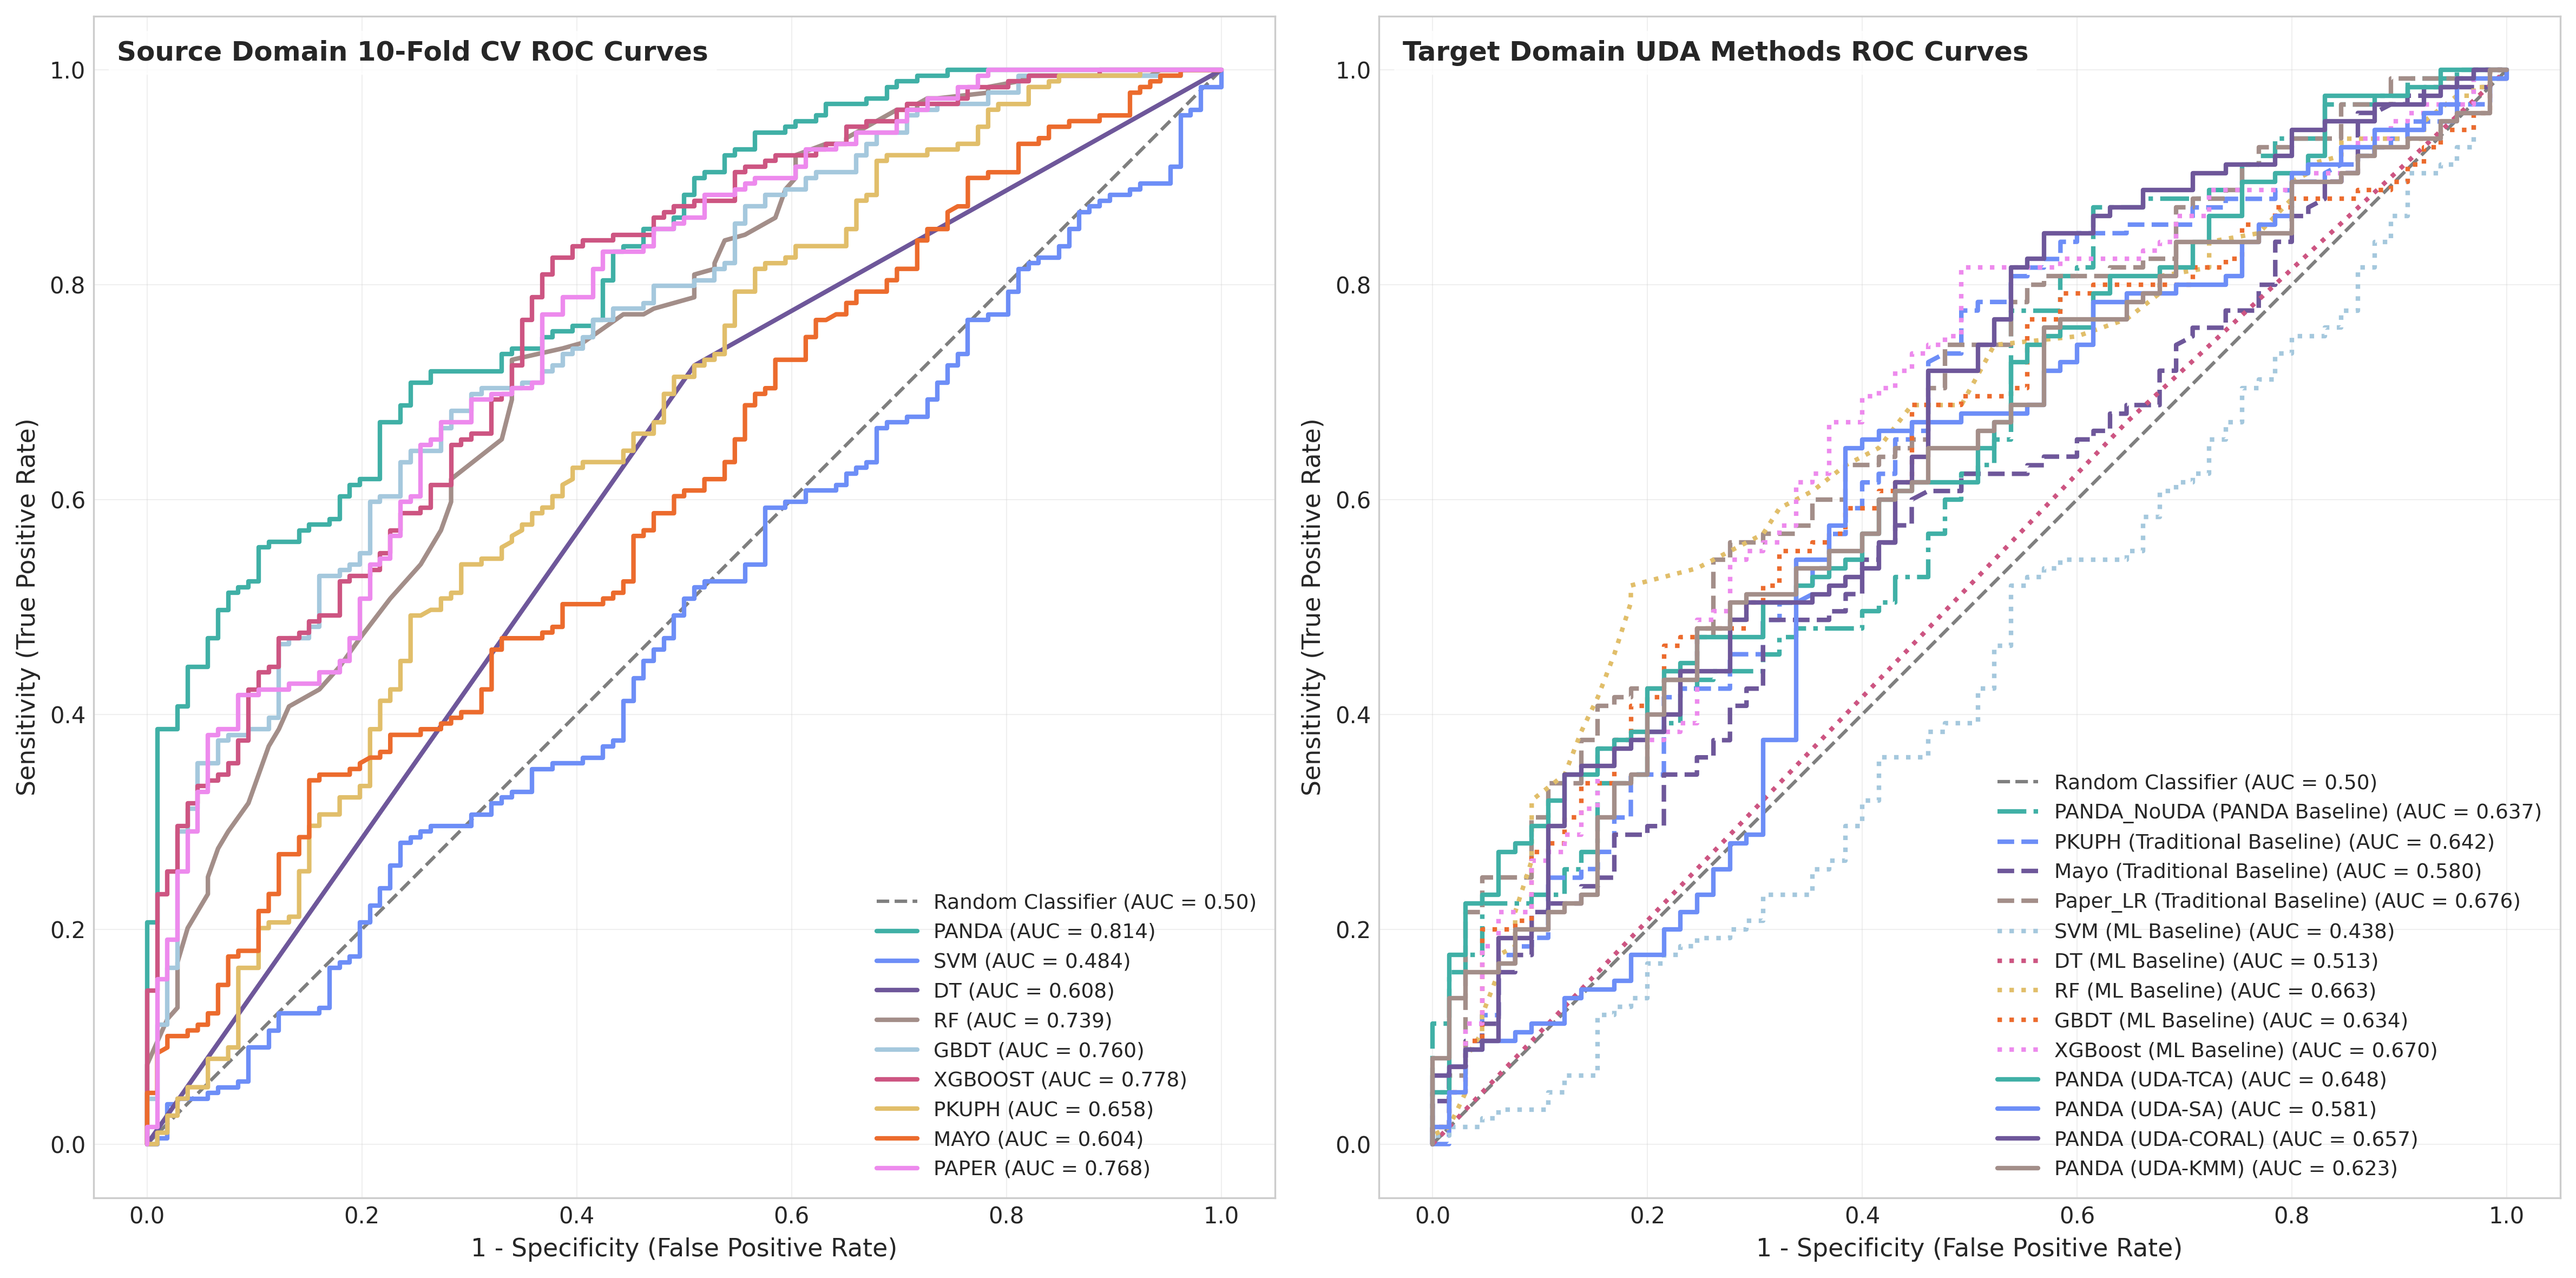 Source Domain 10-Fold CV ROC Curves
1.0
0.8
0.6
0.4
0.2
0.0
Sensitivity (True Positive Rate)
0.0 0.2 0.4 0.6 0.8 1.0
1 - Specificity (False Positive Rate)
Random Classifier (AUC = 0.50)
PANDA (AUC = 0.814)
SVM (AUC = 0.484)
DT (AUC = 0.608)
RF (AUC = 0.739)
GBDT (AUC = 0.760)
XGBOOST (AUC = 0.778)
PKUPH (AUC = 0.658)
MAYO (AUC = 0.604)
PAPER (AUC = 0.768)
Target Domain UDA Methods ROC Curves
1.0
0.8
0.6
0.4
0.2
0.0
Sensitivity (True Positive Rate)
0.0 0.2 0.4 0.6 0.8 1.0
1 - Specificity (False Positive Rate)
Random Classifier (AUC = 0.50)
PANDA_NoUDA (PANDA Baseline) (AUC = 0.637)
PKUPH (Traditional Baseline) (AUC = 0.642)
Mayo (Traditional Baseline) (AUC = 0.580)
Paper_LR (Traditional Baseline) (AUC = 0.676)
SVM (ML Baseline) (AUC = 0.438)
DT (ML Baseline) (AUC = 0.513)
RF (ML Baseline) (AUC = 0.663)
GBDT (ML Baseline) (AUC = 0.634)
XGBoost (ML Baseline) (AUC = 0.670)
PANDA (UDA-TCA) (AUC = 0.648)
PANDA (UDA-SA) (AUC = 0.581)
PANDA (UDA-CORAL) (AUC = 0.657)
PANDA (UDA-KMM) (AUC = 0.623)